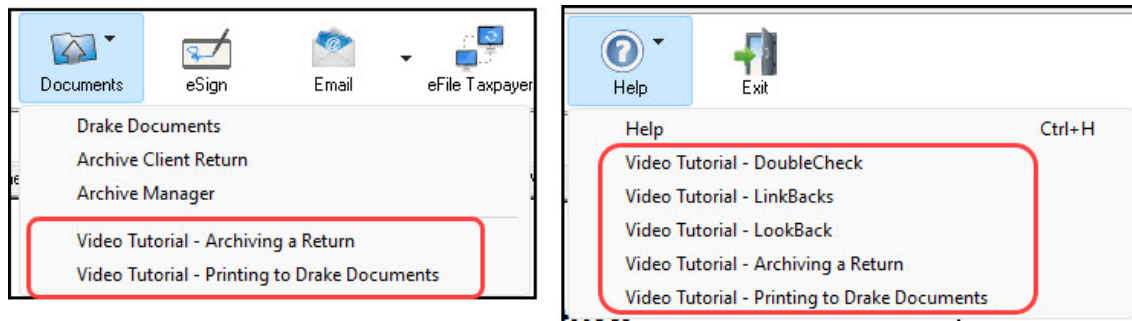 Documents
eSign
Email
eFile Taxpayer
Drake Documents
Archive Client Return
Archive Manager
Video Tutorial - Archiving a Return
Video Tutorial - Printing to Drake Documents
Help
Exit
Help Ctrl+H
Video Tutorial - DoubleCheck
Video Tutorial - LinkBacks
Video Tutorial - LookBack
Video Tutorial - Archiving a Return
Video Tutorial - Printing to Drake Documents